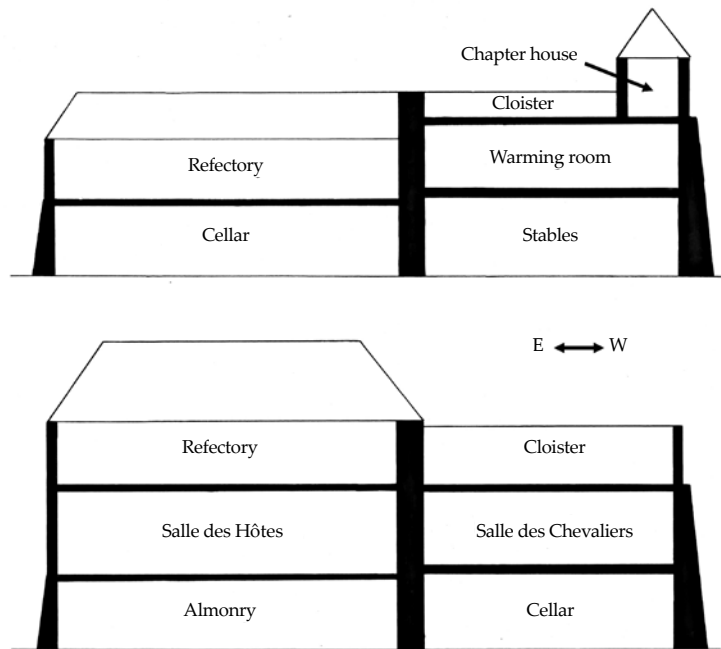 Chapter house
Cloister
Refectory
Warming room
Cellar
Stables
E W
Refectory
Cloister
Salle des Hôtes
Salle des Chevaliers
Almonry
Cellar